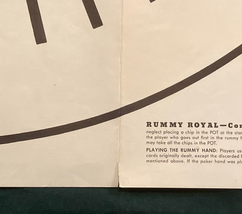 RUMMY ROYAL—Con
neglect placing a chip in the POT at the
the player who goes out first in the rummy
may take all the chips in the POT.
PLAYING THE RUMMY HAND: Players us
cards originally dealt, except the discarded
mentioned above. If the poker hand was pl